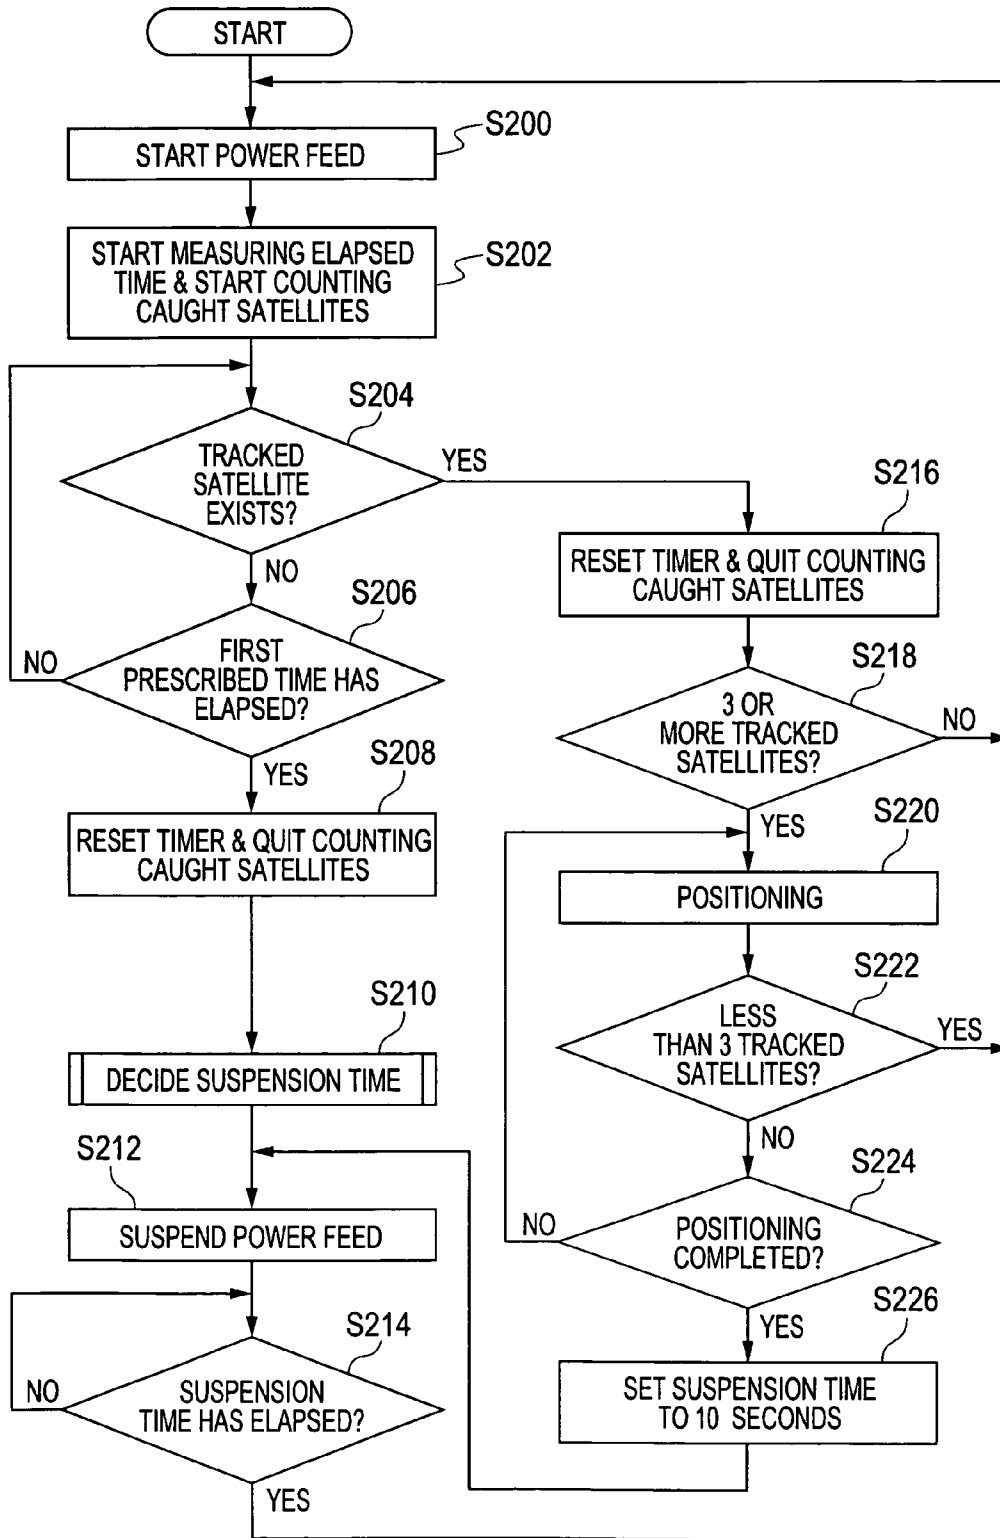 START
S200
START POWER FEED
S202
START MEASURING ELAPSED
TIME & START COUNTING
CAUGHT SATELLITES
S204
TRACKED
SATELLITE
EXISTS?
YES
NO
S206
FIRST
PRESCRIBED TIME HAS
ELAPSED?
NO
YES
S208
RESET TIMER & QUIT COUNTING
CAUGHT SATELLITES
S210
DECIDE SUSPENSION TIME
S212
SUSPEND POWER FEED
S214
SUSPENSION
TIME HAS ELAPSED?
NO
YES
S216
RESET TIMER & QUIT COUNTING
CAUGHT SATELLITES
S218
3 OR
MORE TRACKED
SATELLITES?
NO
YES
S220
POSITIONING
S222
LESS
THAN 3 TRACKED
SATELLITES?
YES
NO
S224
POSITIONING
COMPLETED?
NO
YES
S226
SET SUSPENSION TIME
TO 10 SECONDS